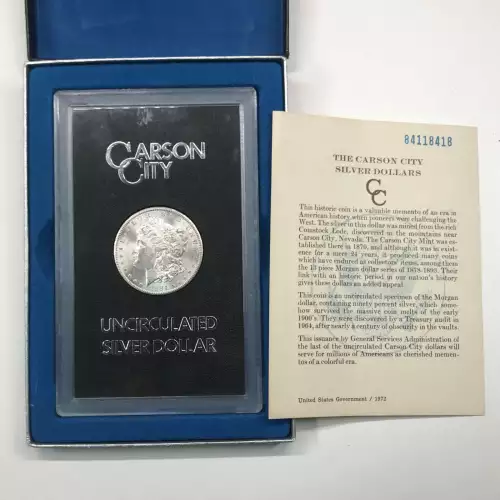 CARSON
CITY
UNCIRCULATED
SILVER DOLLAR
84118418
THE CARSON CITY
SILVER DOLLARS
CC
This historic coin is a valuable memento of an era in
American history when pioneers were challenging the
West. The silver in this dollar was mined from the rich
Comstock Lode, discovered in the mountains near
Carson City, Nevada. The Carson City Mint was es-
tablished there in 1870, and although it was in exist-
ence for a mere 24 years, it produced many coins
which have endured as collectors' items, among them
the 13 piece Morgan dollar series of 1878-1893. Their
link with an historic period in our nation's history
gives these dollars an added appeal.
This coin is an uncirculated specimen of the Morgan
dollar, containing ninety percent silver, which some-
how survived the massive coin melts of the early
1900's. They were discovered by a Treasury audit in
1964, after nearly a century of obscurity in the vaults.
This issuance by General Services Administration of
the last of the uncirculated Carson City dollars will
serve for millions of Americans as cherished memen-
tos of a colorful era.
United States Government / 1972